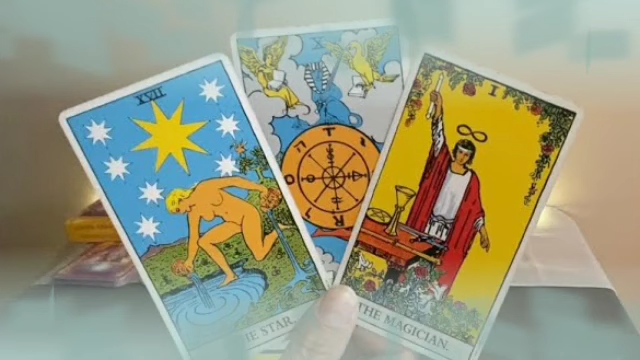 XVII
X
I
HE STAR.
THE MAGICIAN.